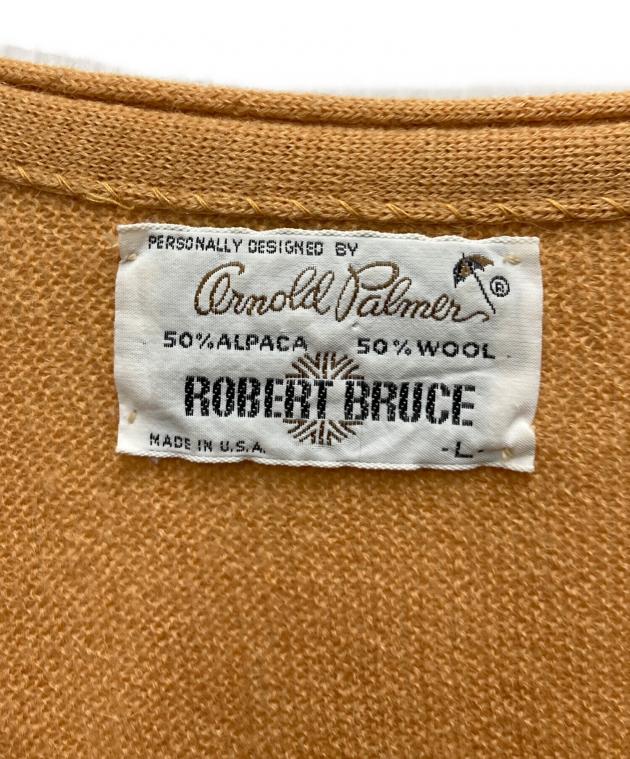 PERSONALLY DESIGNED BY
Arnold Palmer ®
50% ALPACA 50% WOOL
ROBERT BRUCE
MADE IN U.S.A. -L-